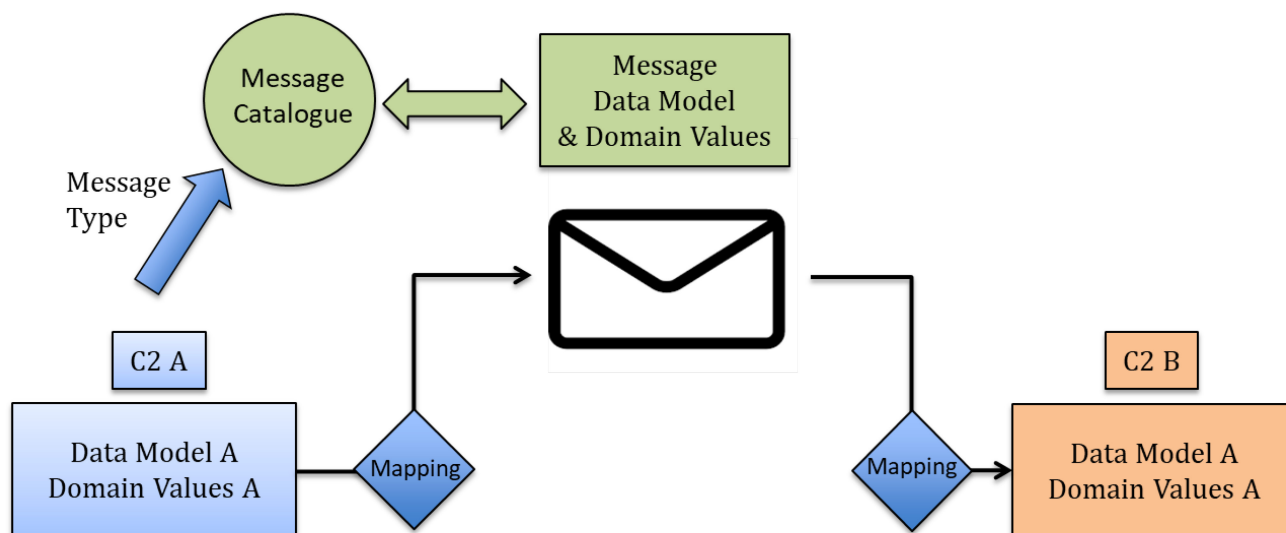 Message
Catalogue
Message
Data Model
& Domain Values
Message
Type
C2 A
C2 B
Data Model A
Domain Values A
Mapping
Mapping
Data Model A
Domain Values A